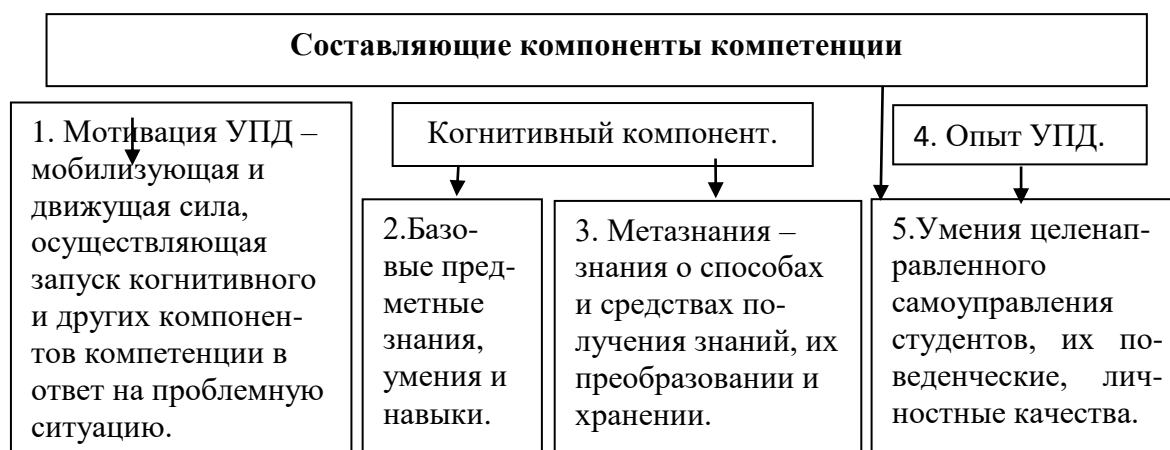 Составляющие компоненты компетенции
1. Мотивация УПД –
мобилизующая и
движущая сила,
осуществляющая
запуск когнитивного
и других компонен-
тов компетенции в
ответ на проблемную
ситуацию.
Когнитивный компонент.
2.Базо-
вые пред-
метные
знания,
умения и
навыки.
3. Метазнания –
знания о способах
и средствах по-
лучения знаний, их
преобразовании и
хранении.
4. Опыт УПД.
5.Умения целенап-
равленного
самоуправления
студентов, их по-
веденческие, лич-
ностные качества.